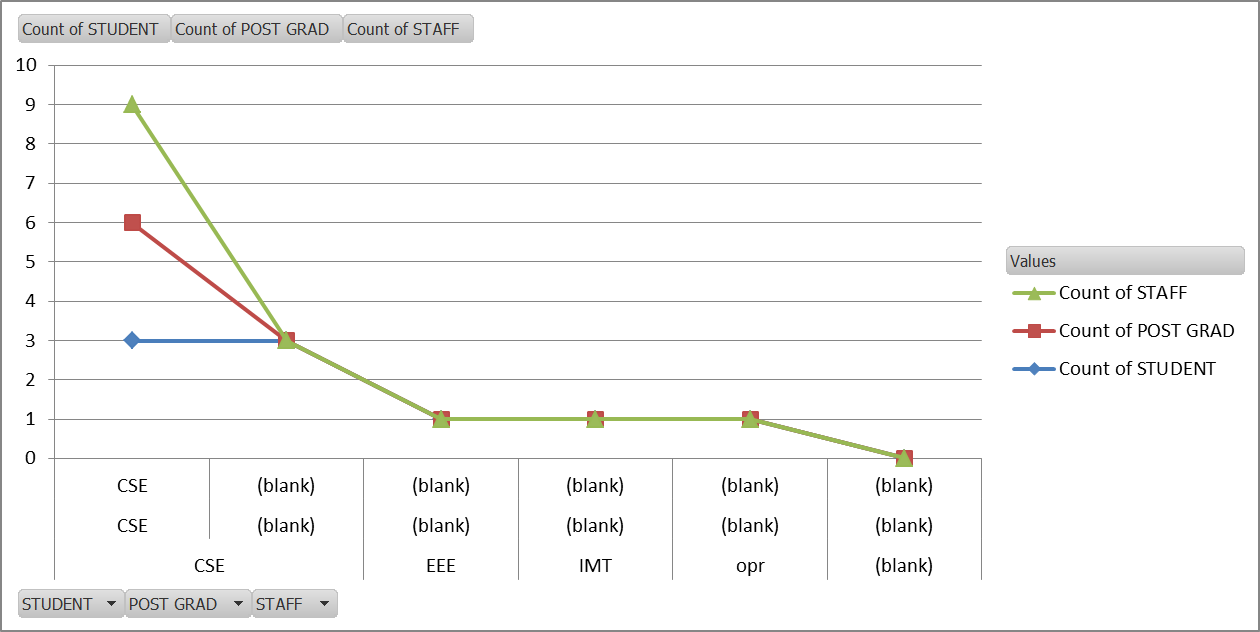 Count of STUDENT Count of POST GRAD Count of STAFF
10
9
8
7
6
5
4
3
2
1
0
CSE (blank) (blank) (blank) (blank) (blank)
CSE (blank) (blank) (blank) (blank) (blank)
CSE EEE IMT opr (blank)
Values
Count of STAFF
Count of POST GRAD
Count of STUDENT
STUDENT POST GRAD STAFF